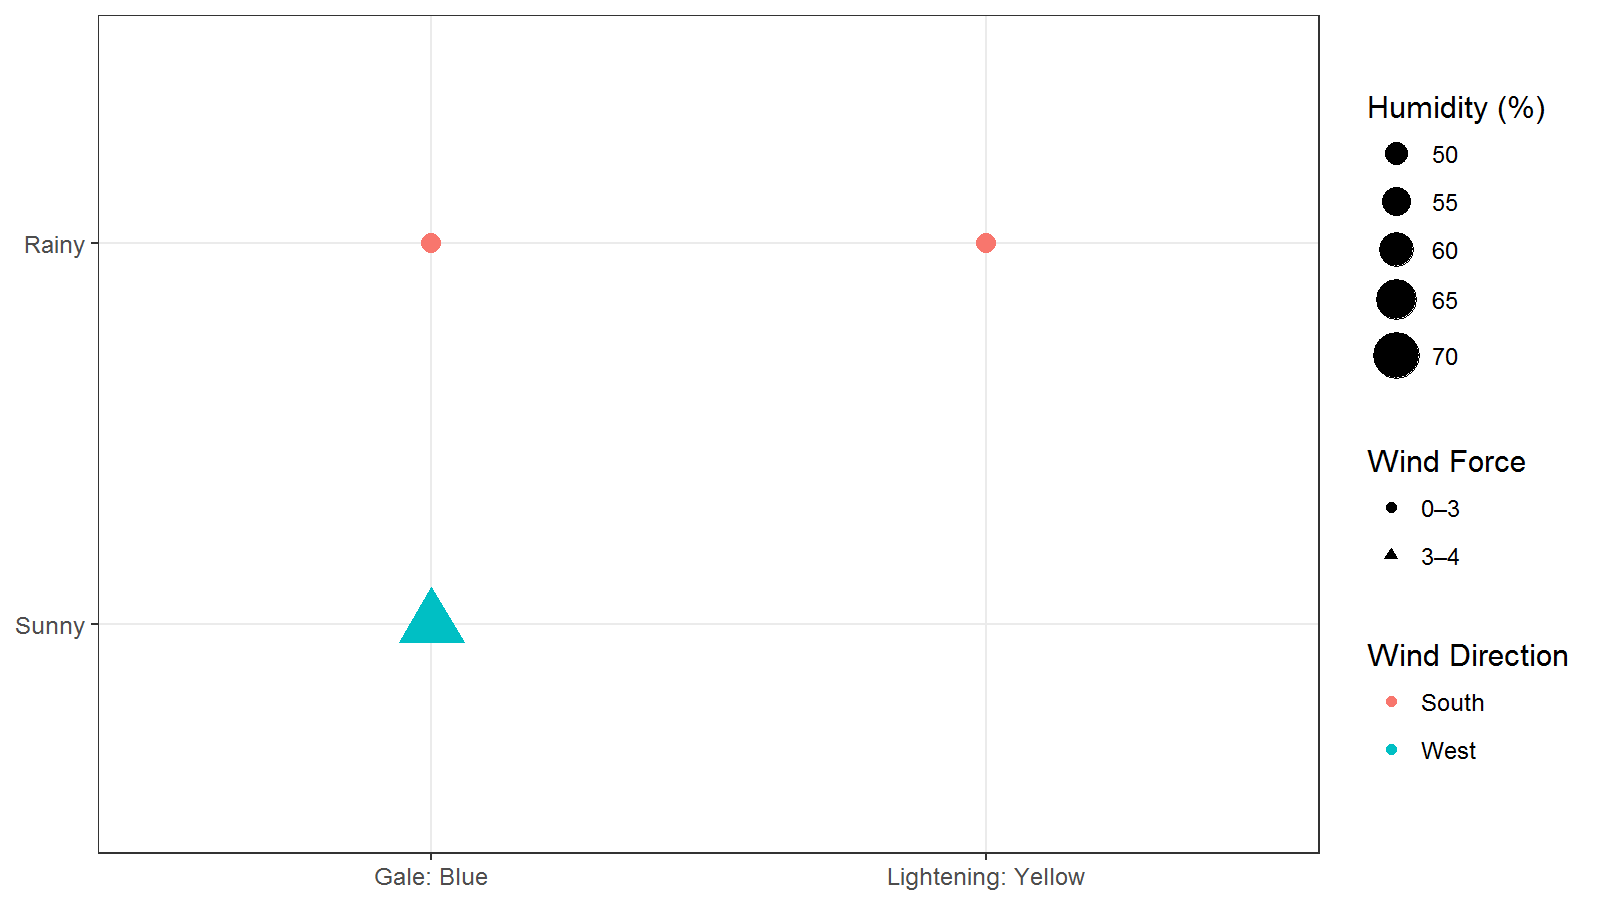 Rainy
Sunny
Gale: Blue
Lightening: Yellow
Humidity (%)
50
55
60
65
70
Wind Force
0–3
3–4
Wind Direction
South
West